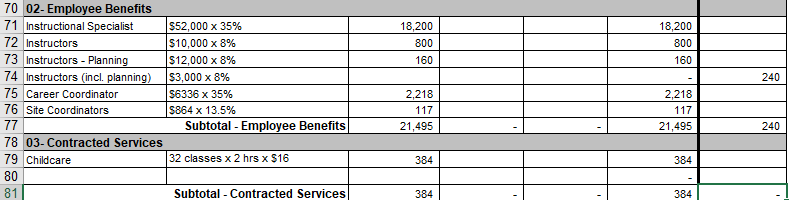 70 02- Employee Benefits
71 Instructional Specialist $52,000 x 35% 18,200 18,200
72 Instructors $10,000 x 8% 800 800
73 Instructors - Planning $12,000 x 8% 160 160
74 Instructors (incl. planning) $3,000 x 8% - 240
75 Career Coordinator $6336 x 35% 2,218 2,218
76 Site Coordinators $864 x 13.5% 117 117
77 Subtotal - Employee Benefits 21,495 - - 21,495 240
78 03- Contracted Services
79 Childcare 32 classes x 2 hrs x $16 384 384
80 -
81 Subtotal - Contracted Services 384 - - 384 -